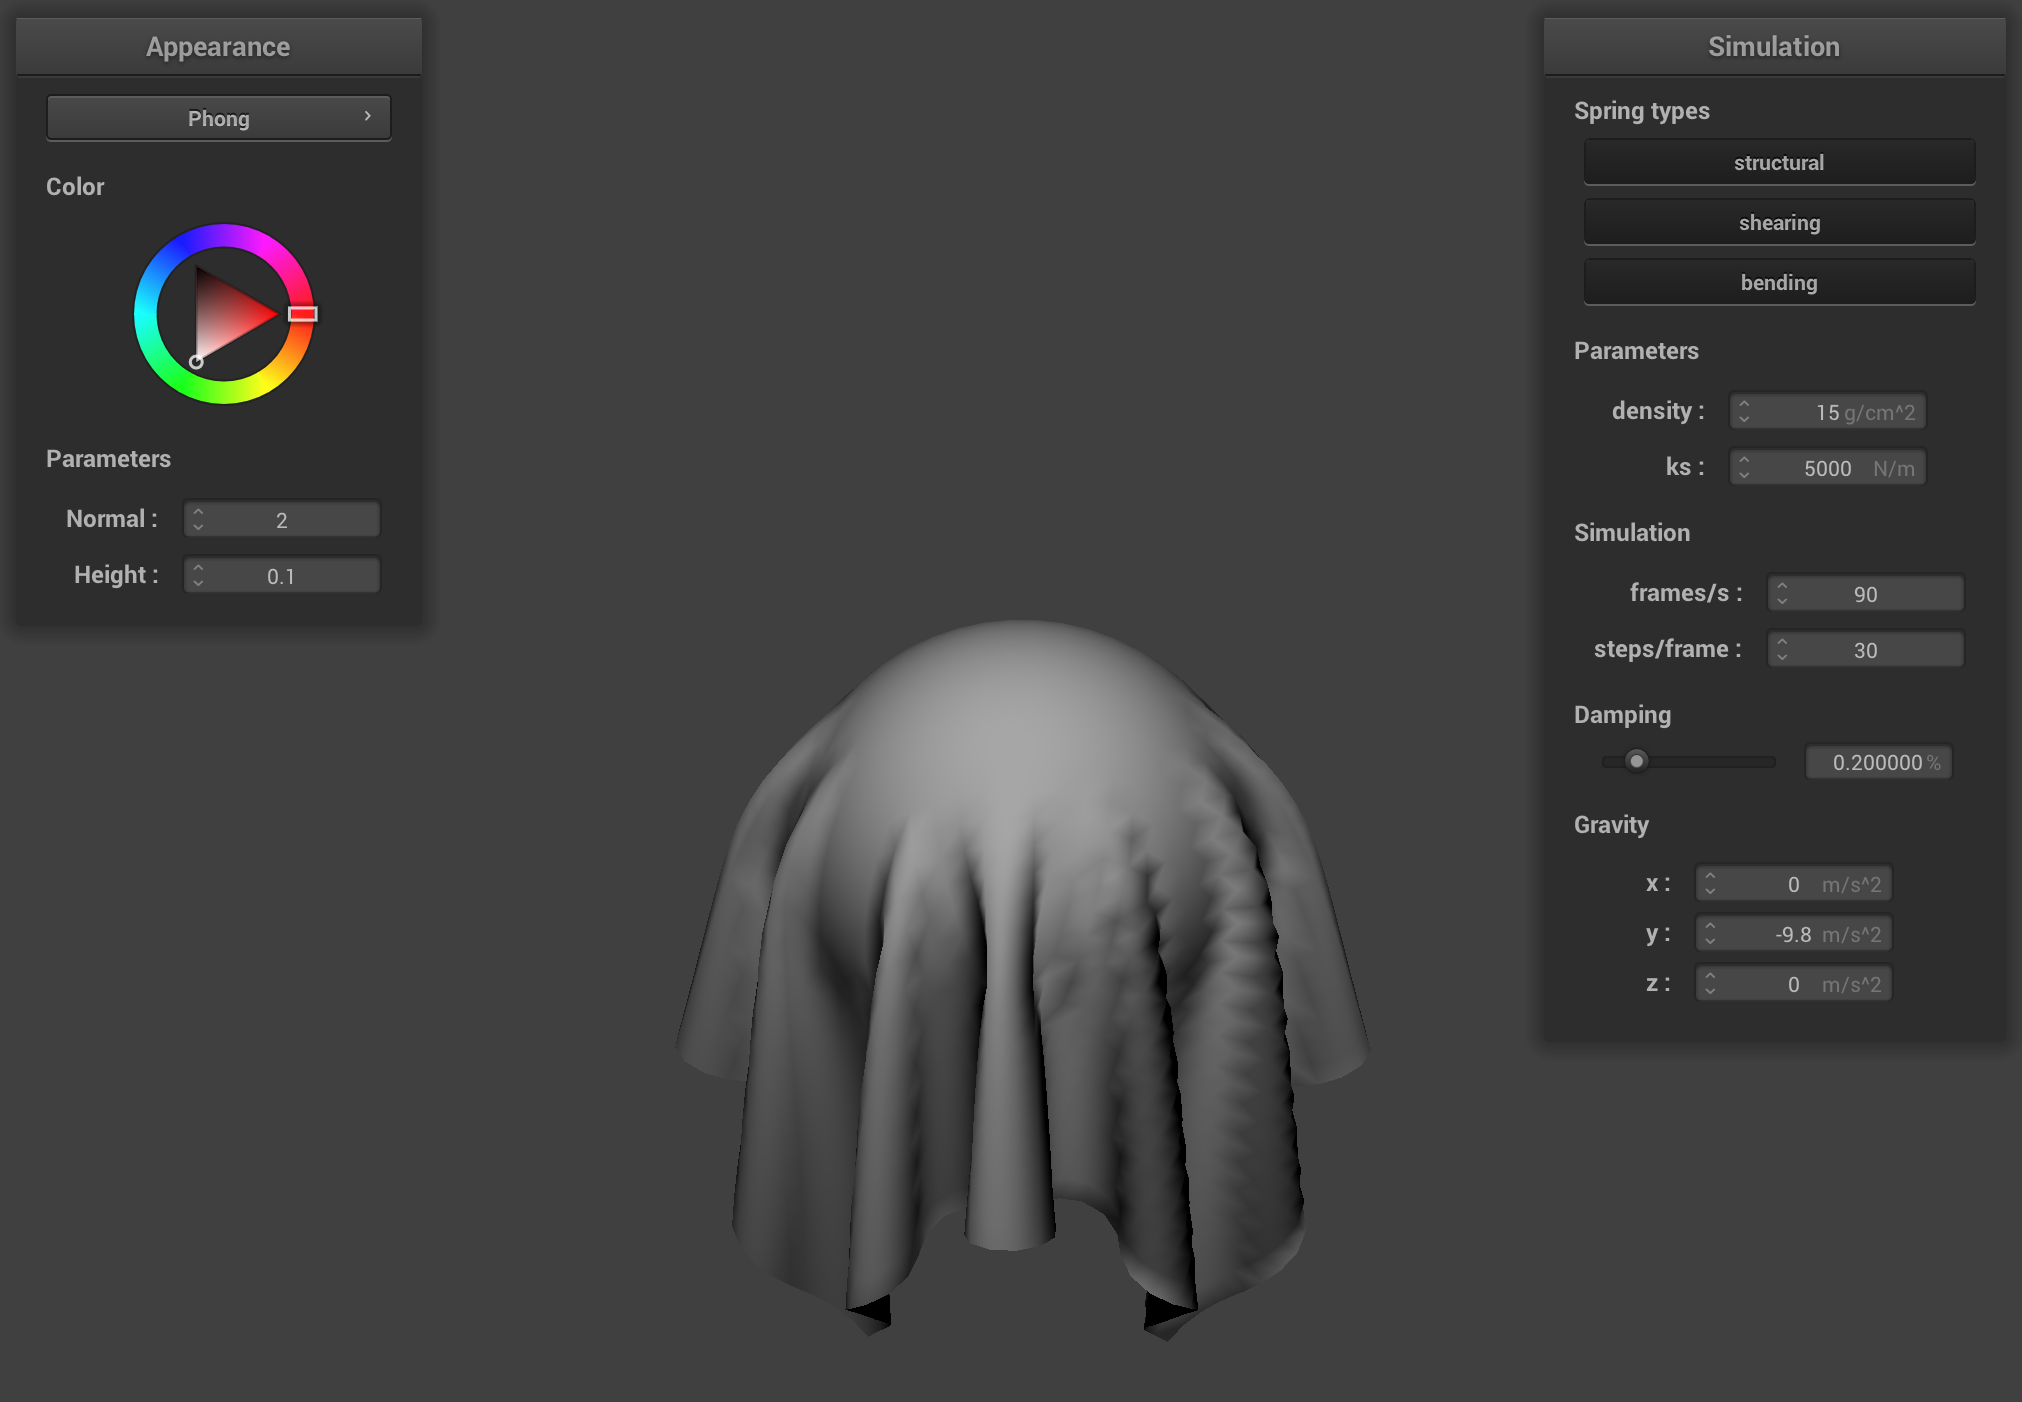 Appearance
Phong
Color
Parameters
Normal : 2
Height : 0.1
Simulation
Spring types
structural
shearing
bending
Parameters
density : 15 g/cm^2
ks : 5000 N/m
Simulation
frames/s : 90
steps/frame : 30
Damping
0.200000 %
Gravity
x : 0 m/s^2
y : -9.8 m/s^2
z : 0 m/s^2